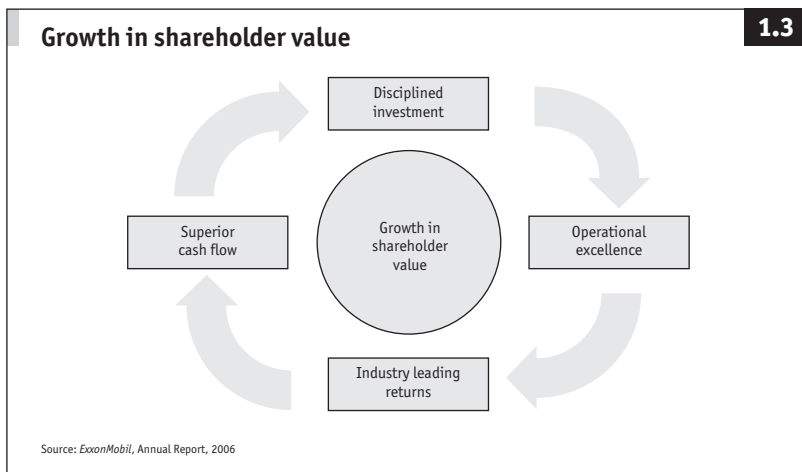 Growth in shareholder value
1.3
Disciplined
investment
Superior
cash flow
Growth in
shareholder
value
Operational
excellence
Industry leading
returns
Source: ExxonMobil, Annual Report, 2006